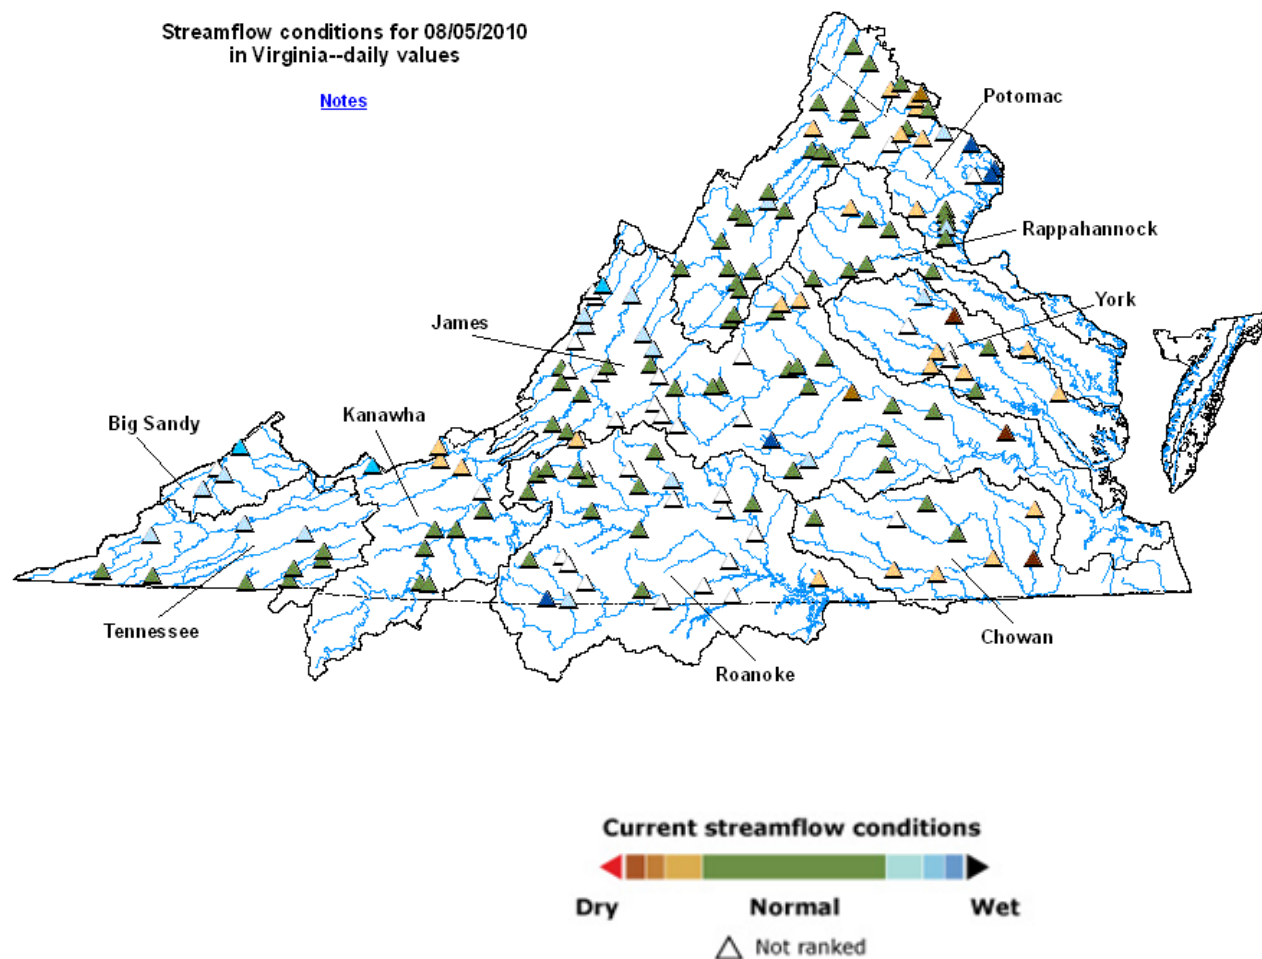 Streamflow conditions for 08/05/2010
in Virginia--daily values
Notes
Potomac
Rappahannock
York
James
Kanawha
Big Sandy
Tennessee
Chowan
Roanoke
Current streamflow conditions
Dry Normal Wet
Not ranked